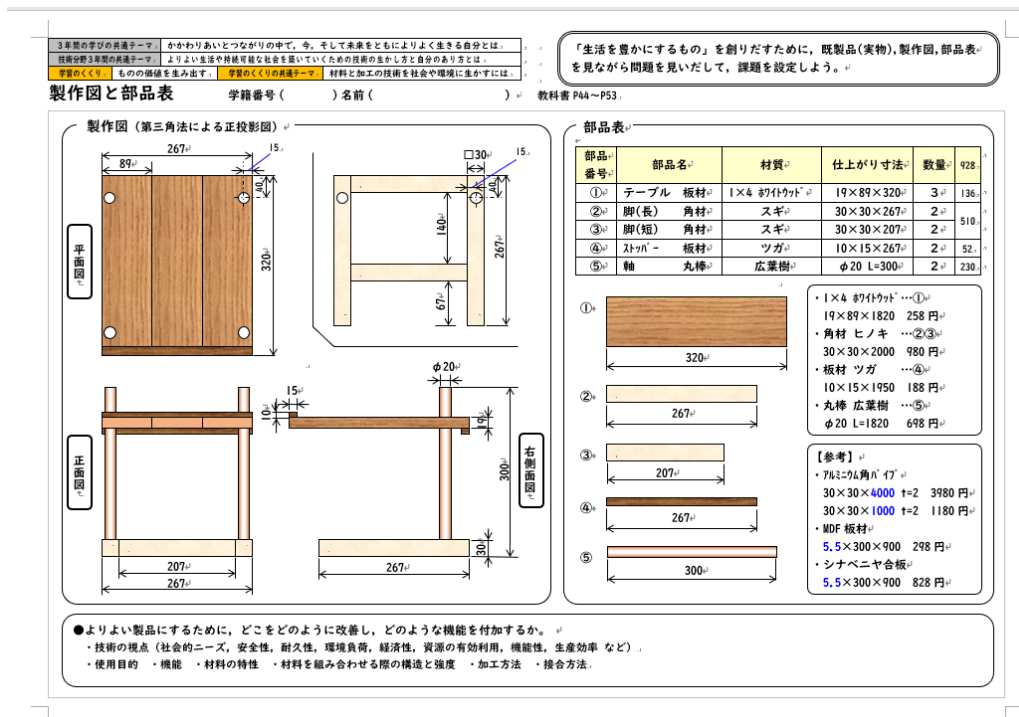 3年間の学びの共通テーマ かかわりあいとつながりの中で，今，そして未来をともによりよく生きる自分とは
技術分野3年間の共通テーマ よりよい生活や持続可能な社会を築いていくための技術の生かし方と自分のあり方とは
学習のくくり ものの価値を生み出す 学習のくくりの共通テーマ 材料と加工の技術を社会や環境に生かすには
「生活を豊かにするもの」を創りだすために，既製品(実物),製作図,部品表
を見ながら問題を見いだして，課題を設定しよう。
製作図と部品表 学籍番号( )名前( ) 教科書 P44～P53
製作図（第三角法による正投影図）
267
15
89
40
320
平面図
□30
15
40
140
267
67
正面図
207
267
φ20
15
10
19
300
30
267
右側面図
部品表
部品番号 部品名 材質 仕上がり寸法 数量 928
① テーブル 板材 1×4 ﾎﾜｲﾄｳｯﾄﾞ 19×89×320 3 136
② 脚(長) 角材 スギ 30×30×267 2 510
③ 脚(短) 角材 スギ 30×30×207 2
④ ｽﾄｯﾊﾟｰ 板材 ツガ 10×15×267 2 52
⑤ 軸 丸棒 広葉樹 φ20 L=300 2 230
①
320
②
267
③
207
④
267
⑤
300
・1×4 ﾎﾜｲﾄｳｯﾄﾞ…①
19×89×1820 258円
・角材 ヒノキ …②③
30×30×2000 980円
・板材 ツガ …④
10×15×1950 188円
・丸棒 広葉樹 …⑤
φ20 L=1820 698円
【参考】
・ｱﾙﾐﾆｳﾑ角ﾊﾟｲﾌﾟ
30×30×4000 t=2 3980円
30×30×1000 t=2 1180円
・MDF 板材
5.5×300×900 298円
・シナベニヤ合板
5.5×300×900 828円
●よりよい製品にするために，どこをどのように改善し，どのような機能を付加するか。
・技術の視点（社会的ニーズ，安全性，耐久性，環境負荷，経済性，資源の有効利用，機能性，生産効率 など）
・使用目的 ・機能 ・材料の特性 ・材料を組み合わせる際の構造と強度 ・加工方法 ・接合方法